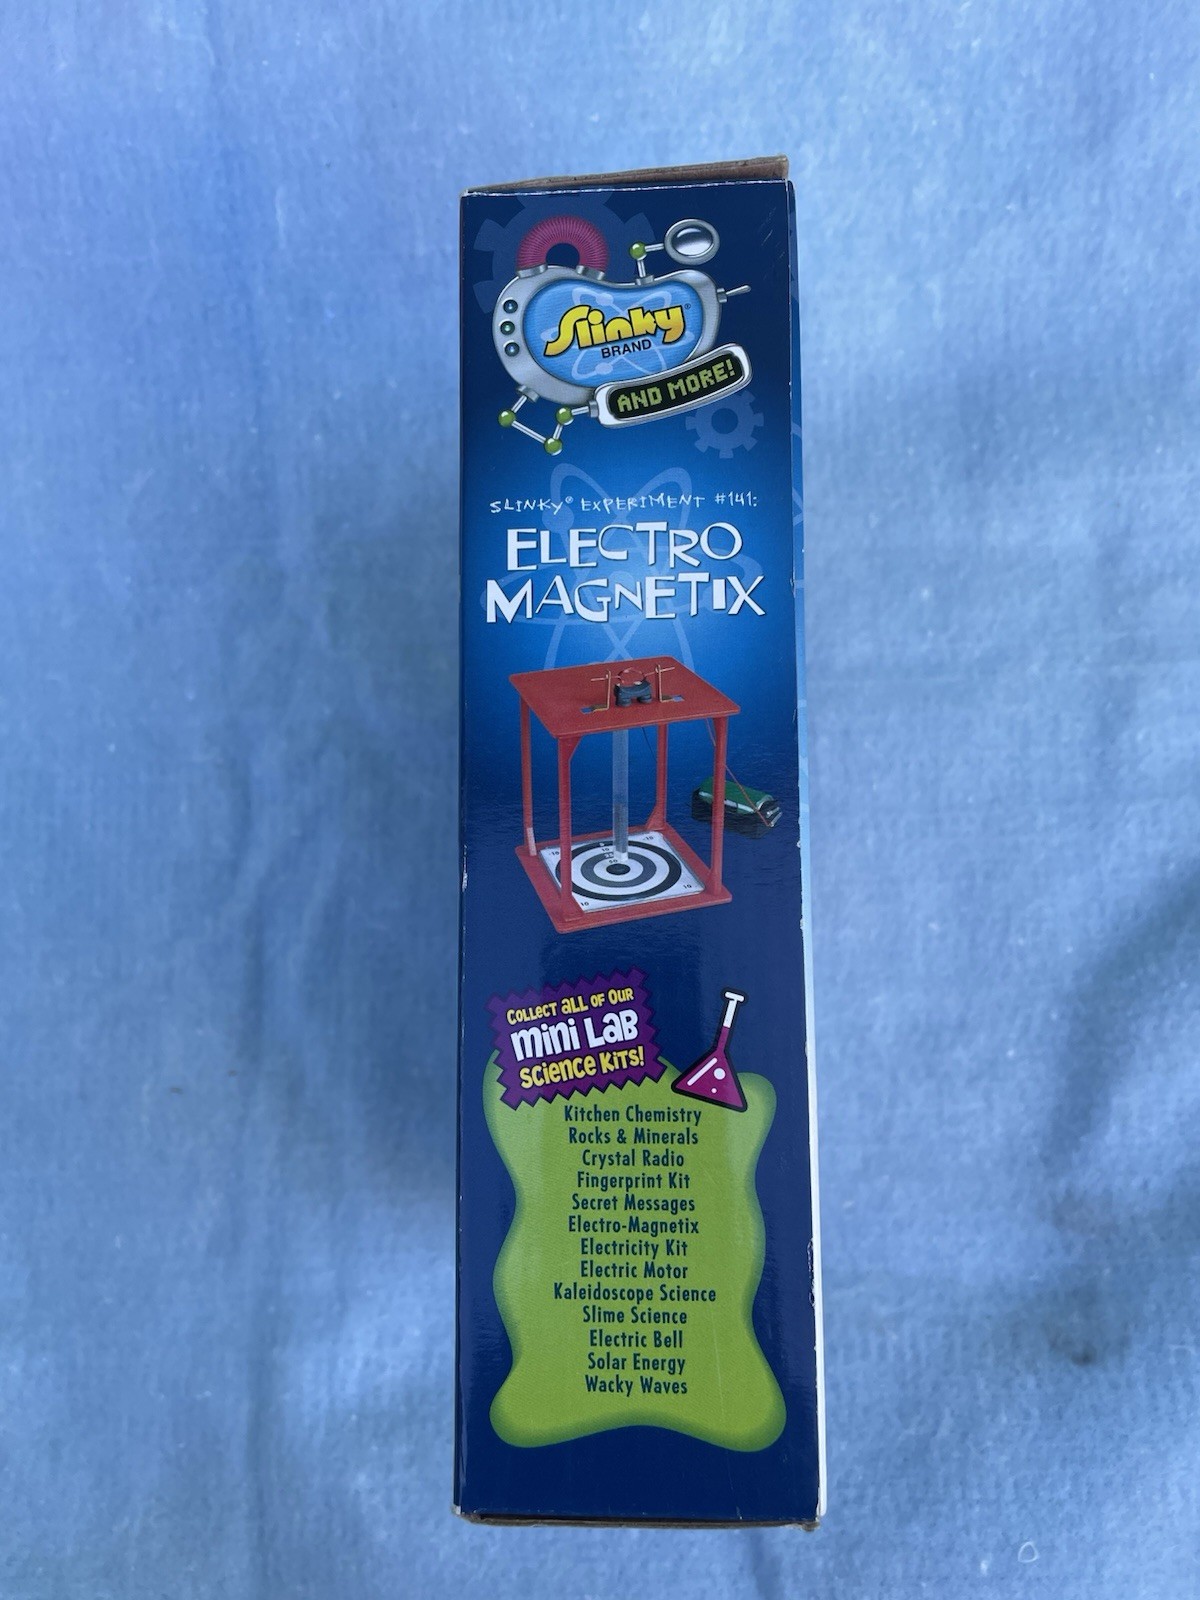 Slinky®
BRAND
AND MORE!
SLINKY® EXPERIMENT #141:
ELECTRO
MAGNETIX
COLLECT ALL OF OUR
MINI LAB
SCIENCE KITS!
Kitchen Chemistry
Rocks & Minerals
Crystal Radio
Fingerprint Kit
Secret Messages
Electro-Magnetix
Electricity Kit
Electric Motor
Kaleidoscope Science
Slime Science
Electric Bell
Solar Energy
Wacky Waves